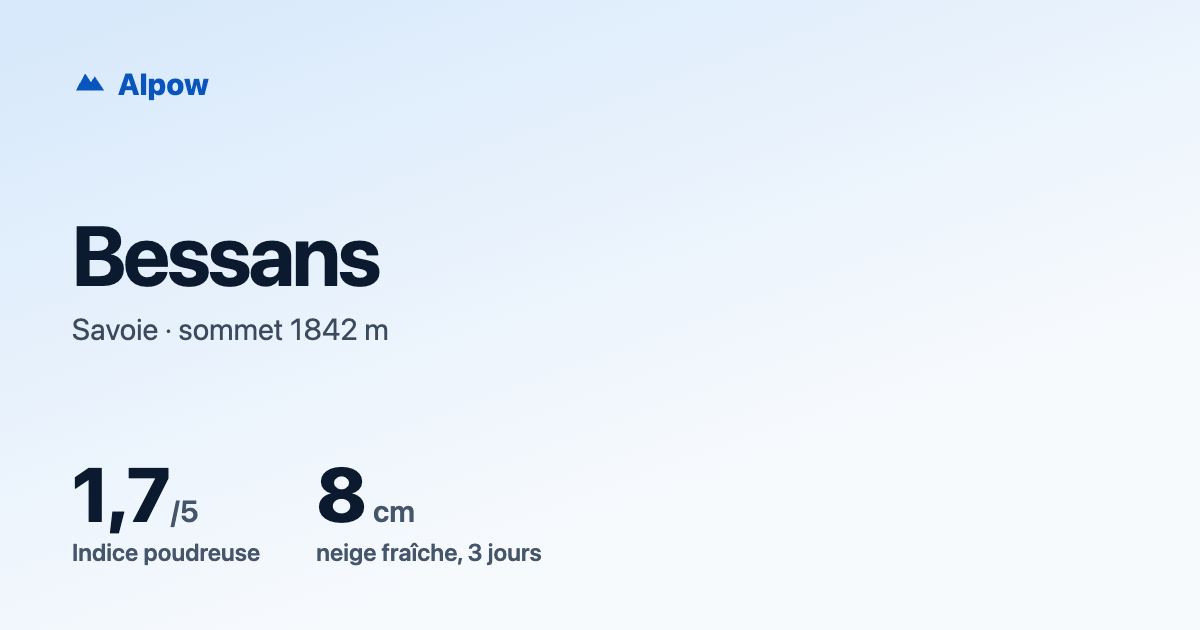 Alpow
Bessans
Savoie · sommet 1842 m
1,7/5
Indice poudreuse
8 cm
neige fraîche, 3 jours